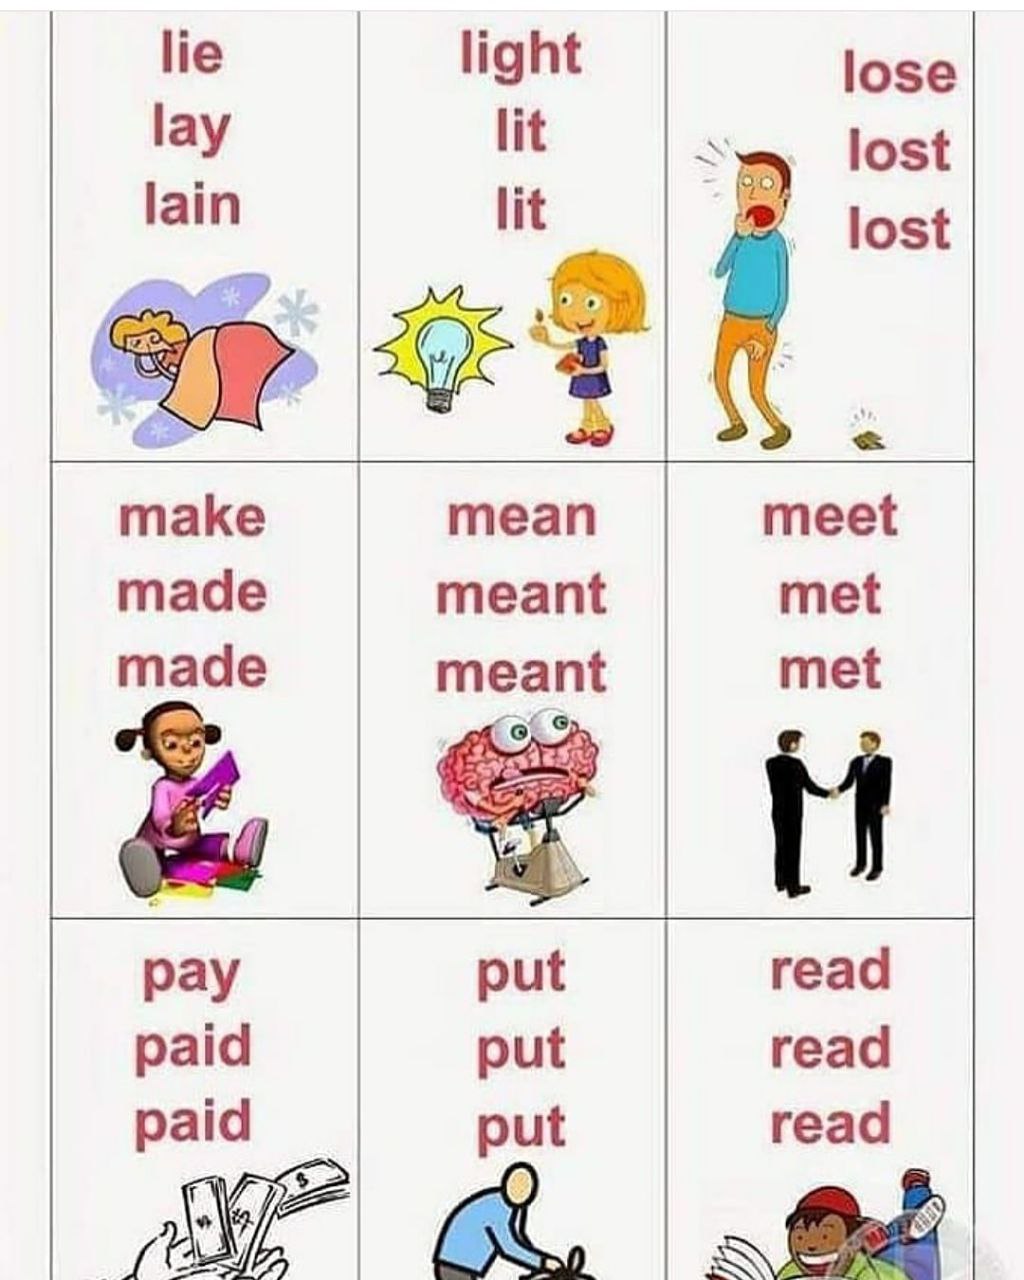 lie
lay
lain
light
lit
lit
lose
lost
lost
make
made
made
mean
meant
meant
meet
met
met
pay
paid
paid
put
put
put
read
read
read